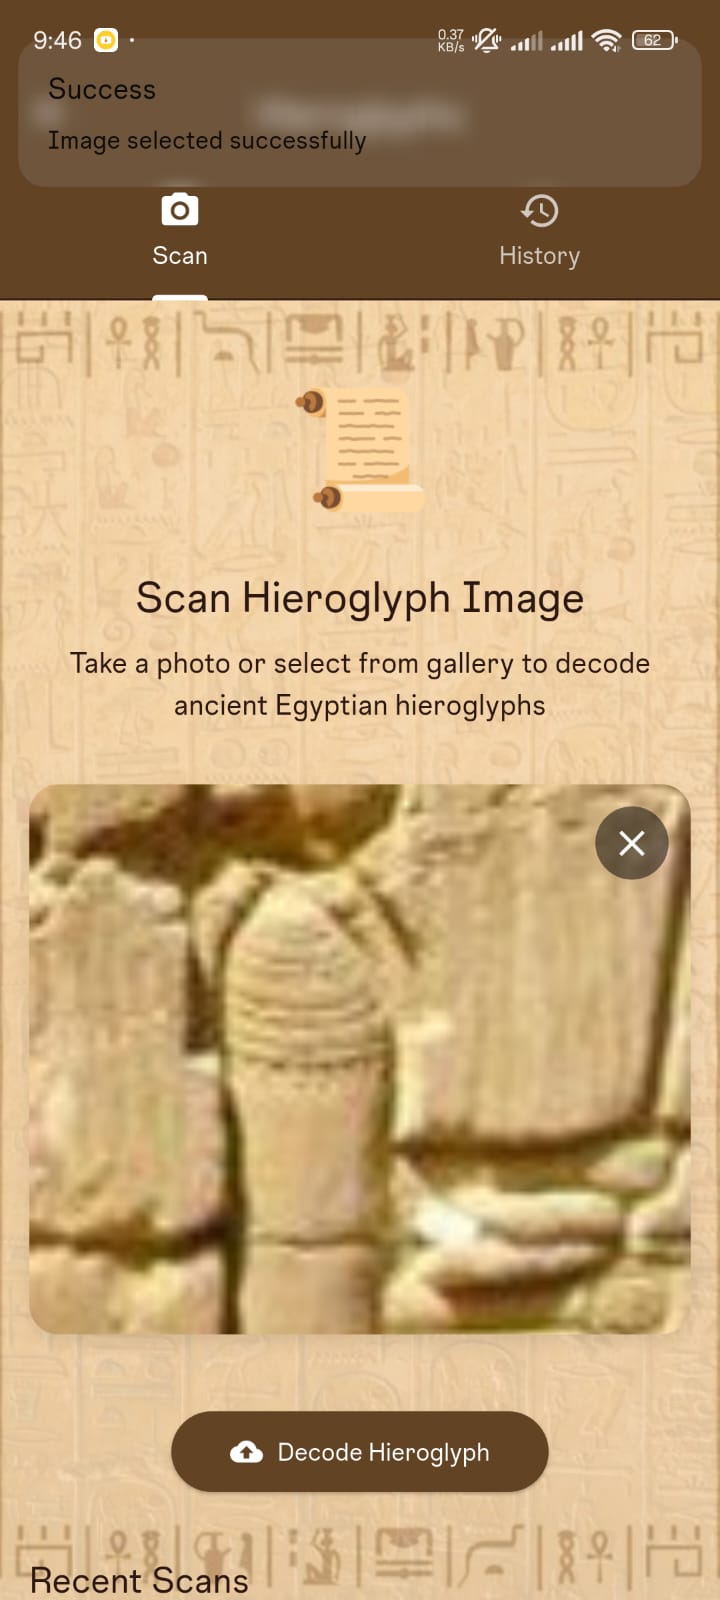 9:46
0.37
KB/s
62
Success
Image selected successfully
Scan
History
Scan Hieroglyph Image
Take a photo or select from gallery to decode
ancient Egyptian hieroglyphs
Decode Hieroglyph
Recent Scans